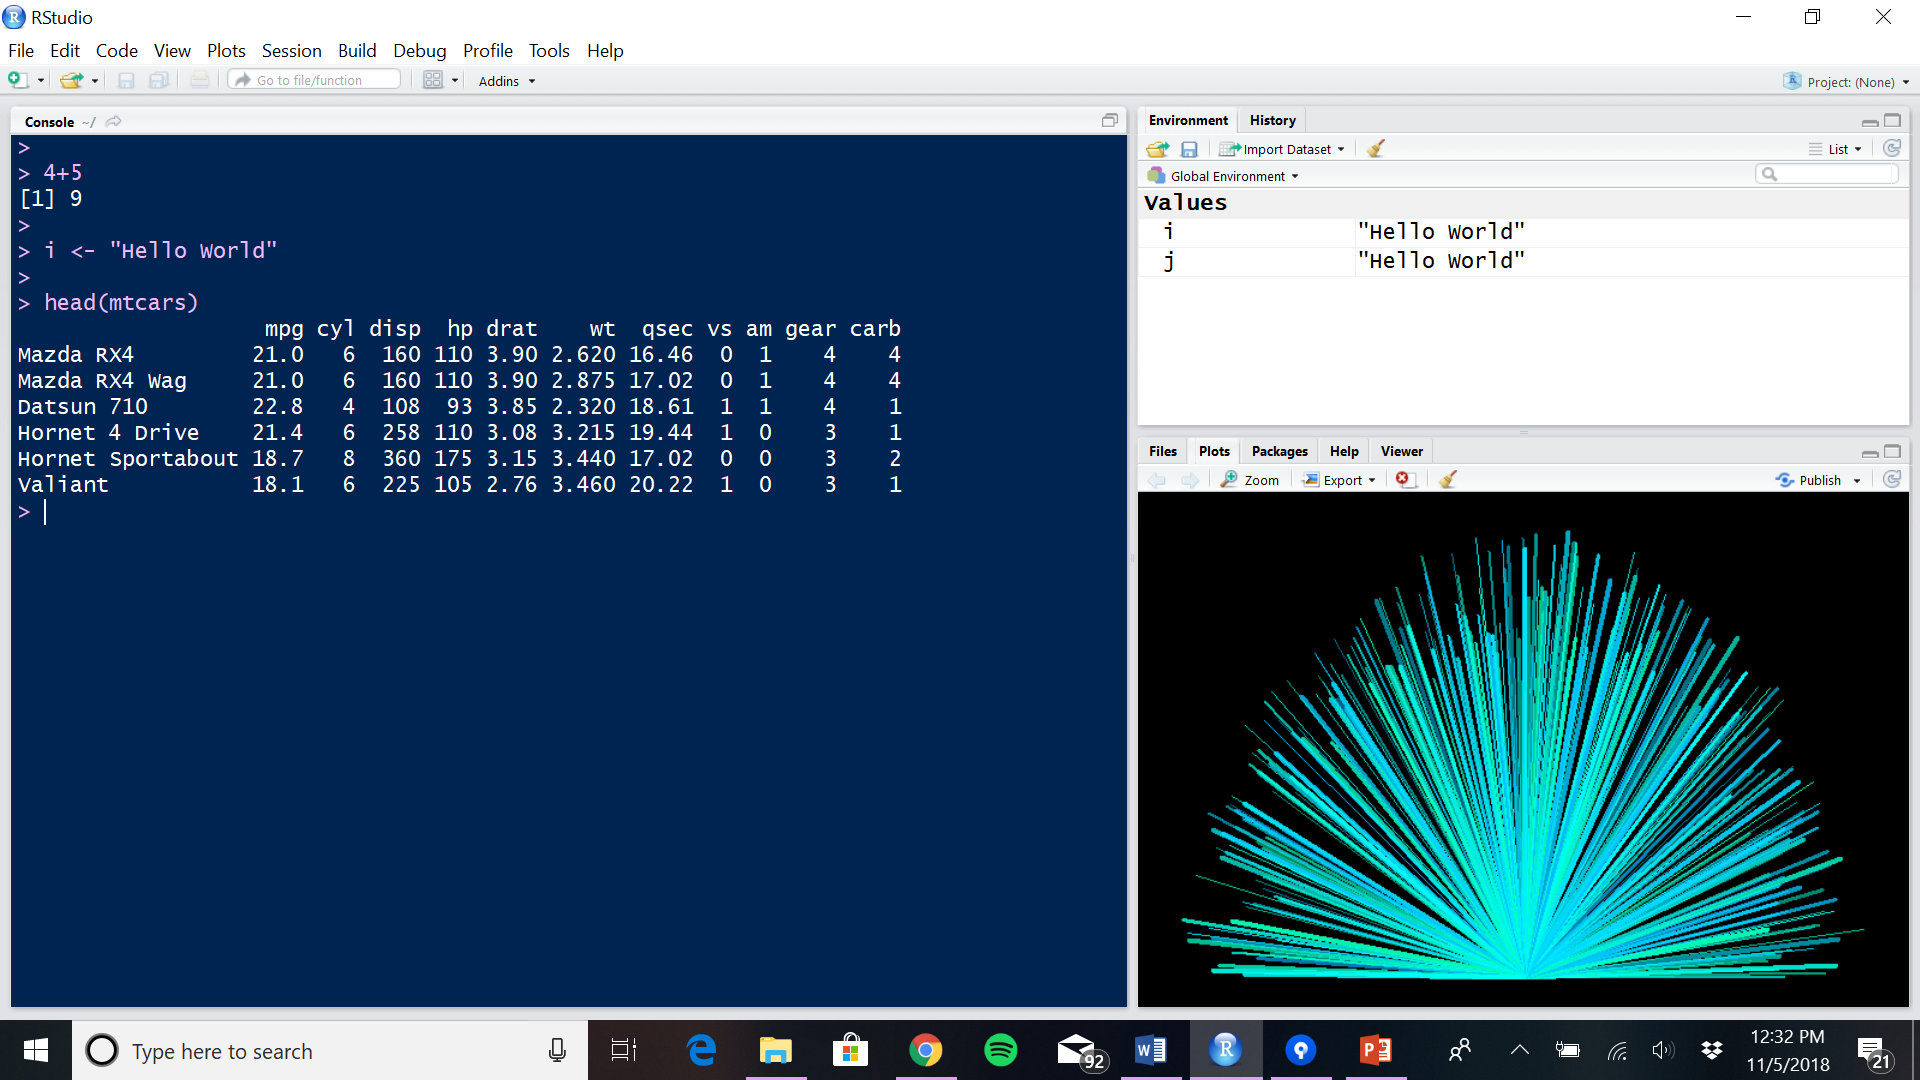 RStudio
File Edit Code View Plots Session Build Debug Profile Tools Help
Go to file/function Addins Project: (None)
Console ~/
>
> 4+5
[1] 9
>
> i <- "Hello World"
>
> head(mtcars)
                   mpg cyl disp  hp drat    wt  qsec vs am gear carb
Mazda RX4         21.0   6  160 110 3.90 2.620 16.46  0  1    4    4
Mazda RX4 Wag     21.0   6  160 110 3.90 2.875 17.02  0  1    4    4
Datsun 710        22.8   4  108  93 3.85 2.320 18.61  1  1    4    1
Hornet 4 Drive    21.4   6  258 110 3.08 3.215 19.44  1  0    3    1
Hornet Sportabout 18.7   8  360 175 3.15 3.440 17.02  0  0    3    2
Valiant           18.1   6  225 105 2.76 3.460 20.22  1  0    3    1
>
Environment History
Import Dataset List
Global Environment
Values
i "Hello World"
j "Hello World"
Files Plots Packages Help Viewer
Zoom Export Publish
Type here to search
92
12:32 PM
11/5/2018
21